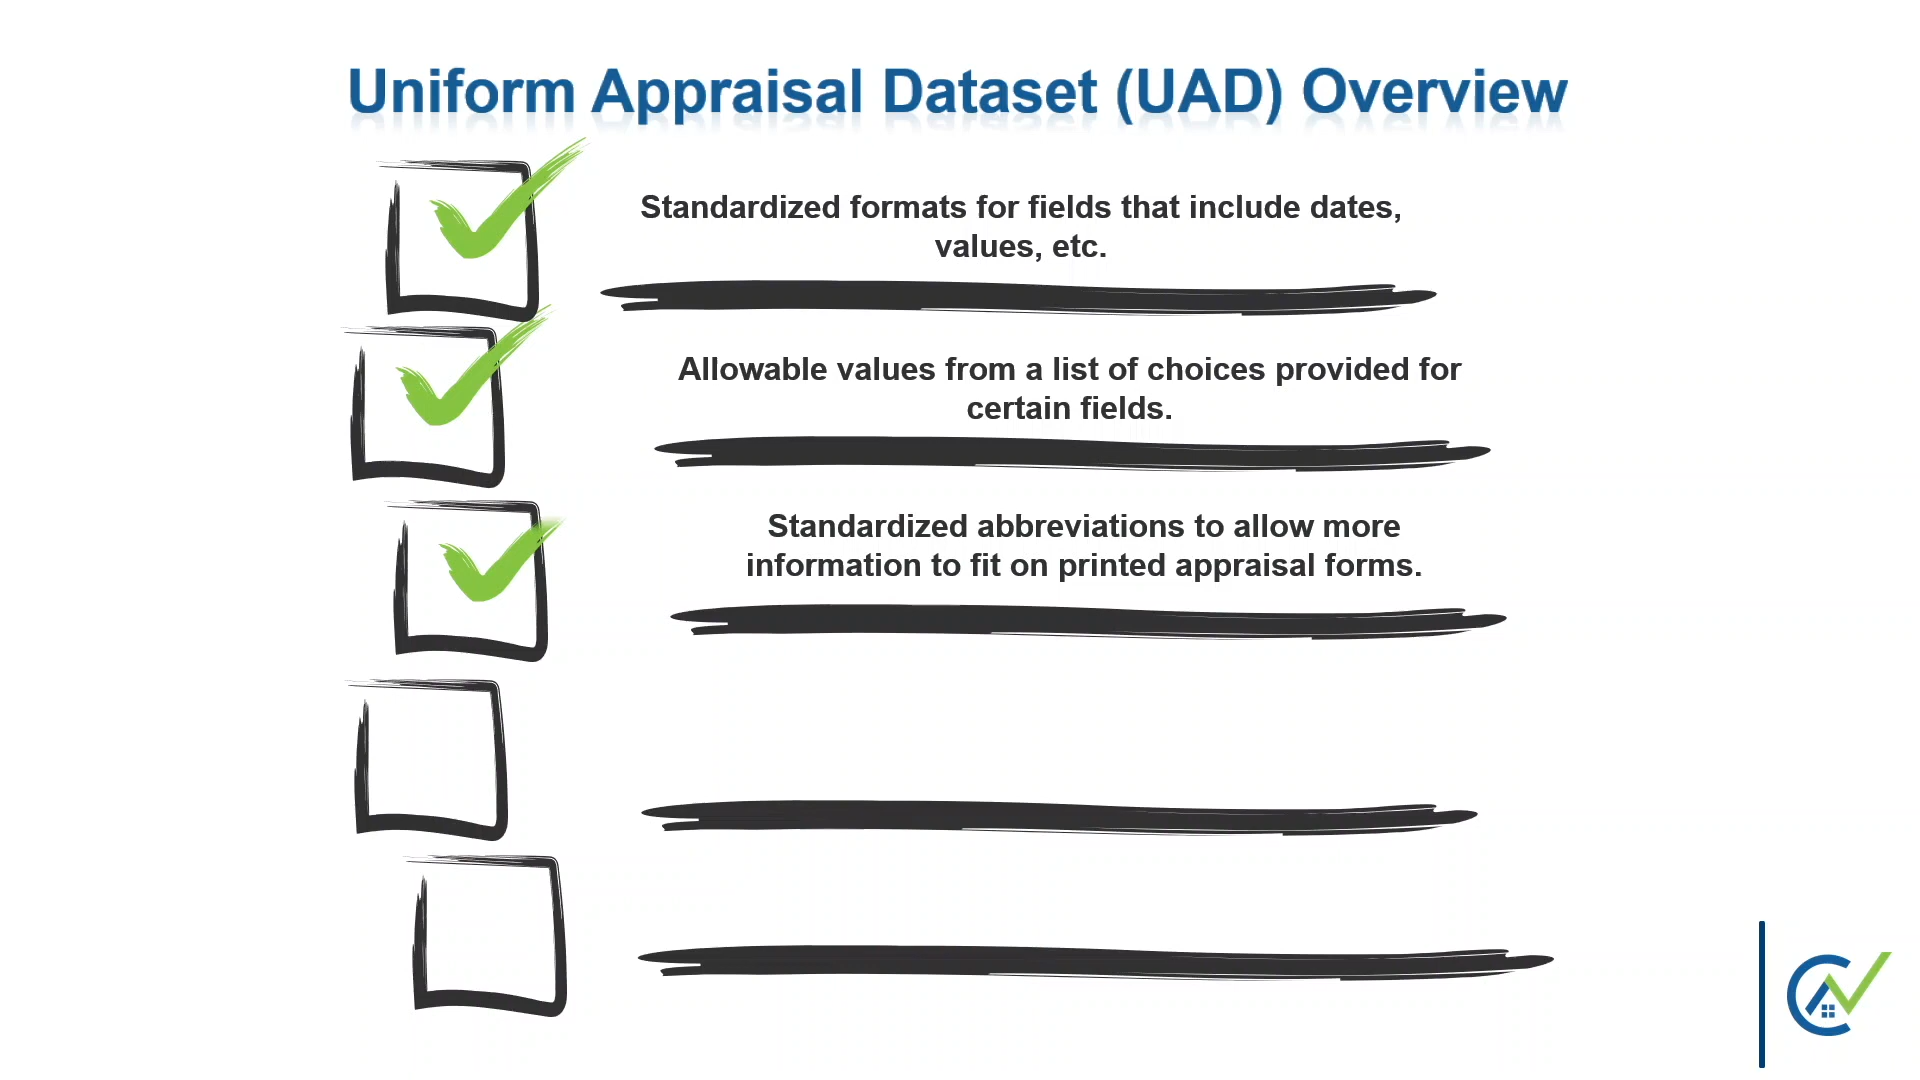 Uniform Appraisal Dataset (UAD) Overview
Standardized formats for fields that include dates,
values, etc.
Allowable values from a list of choices provided for
certain fields.
Standardized abbreviations to allow more
information to fit on printed appraisal forms.